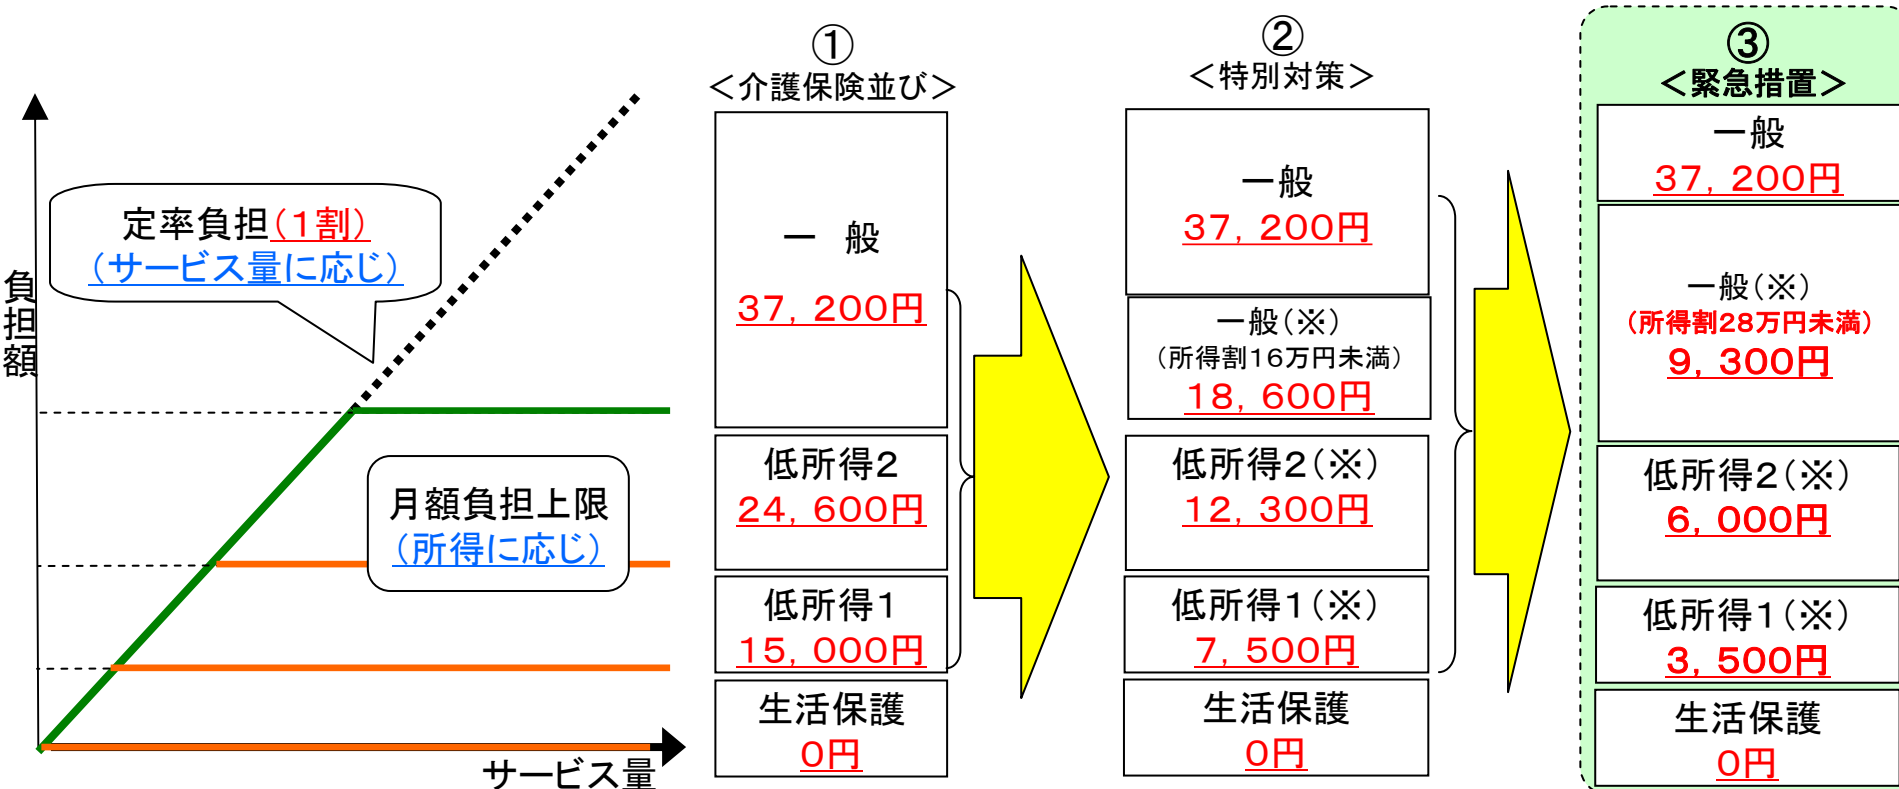 負担額
定率負担(1割)
(サービス量に応じ)
月額負担上限
(所得に応じ)
サービス量
①
＜介護保険並び＞
一 般
37,200円
低所得2
24,600円
低所得1
15,000円
生活保護
0円
②
＜特別対策＞
一般
37,200円
一般(※)
(所得割16万円未満)
18,600円
低所得2(※)
12,300円
低所得1(※)
7,500円
生活保護
0円
③
＜緊急措置＞
一般
37,200円
一般(※)
(所得割28万円未満)
9,300円
低所得2(※)
6,000円
低所得1(※)
3,500円
生活保護
0円